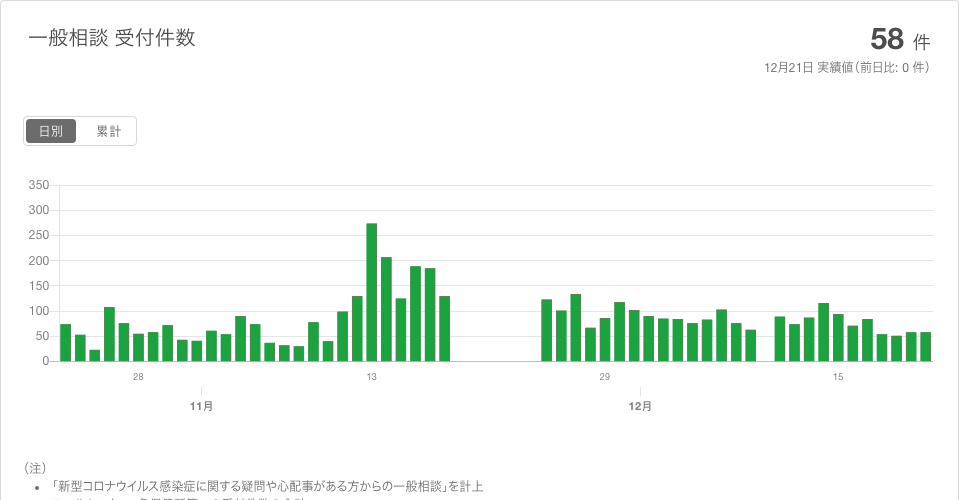 一般相談 受付件数
58 件
12月21日 実績値（前日比: 0 件）
日別 累計
350
300
250
200
150
100
50
0
28 13 29 15
11月 12月
（注）
• 「新型コロナウイルス感染症に関する疑問や心配事がある方からの一般相談」を計上